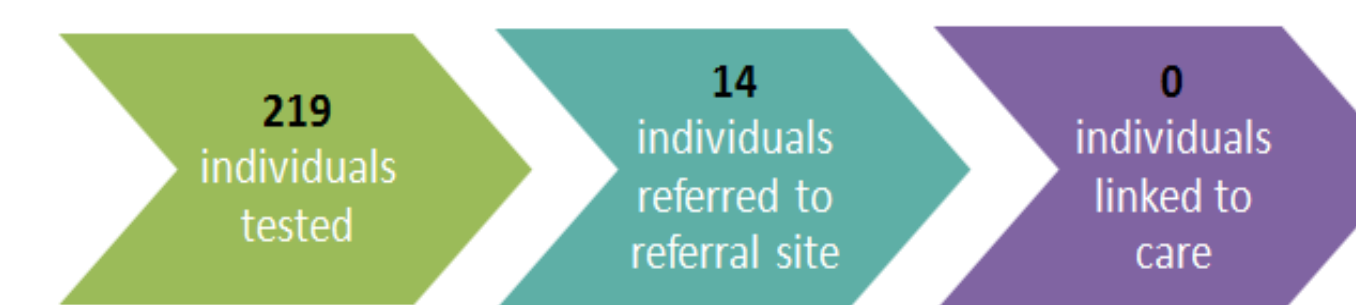 219
individuals
tested
14
individuals
referred to
referral site
0
individuals
linked to
care